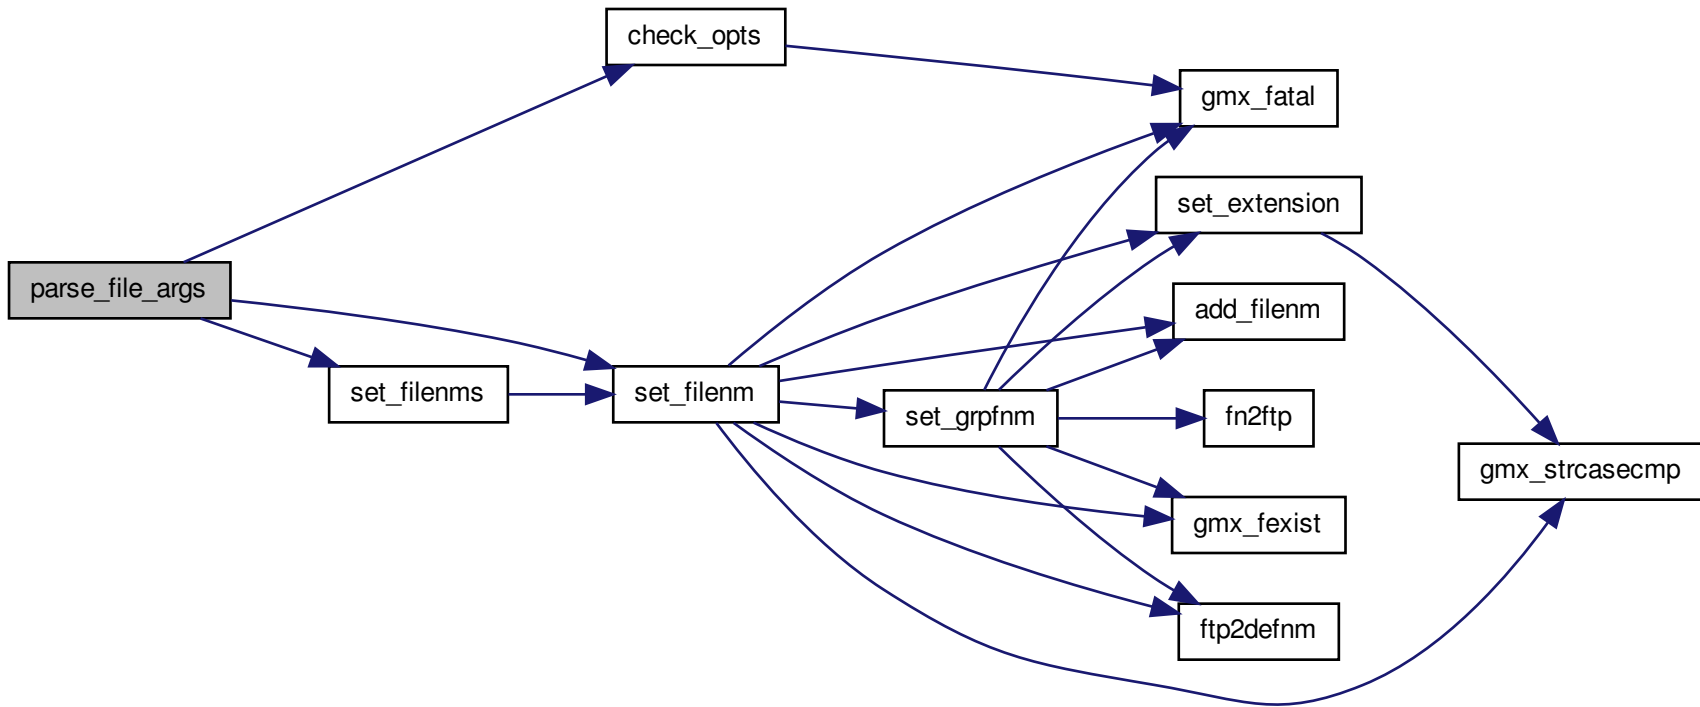 check_opts
gmx_fatal
set_extension
parse_file_args
add_filenm
set_filenms
set_filenm
set_grpfnm
fn2ftp
gmx_strcasecmp
gmx_fexist
ftp2defnm